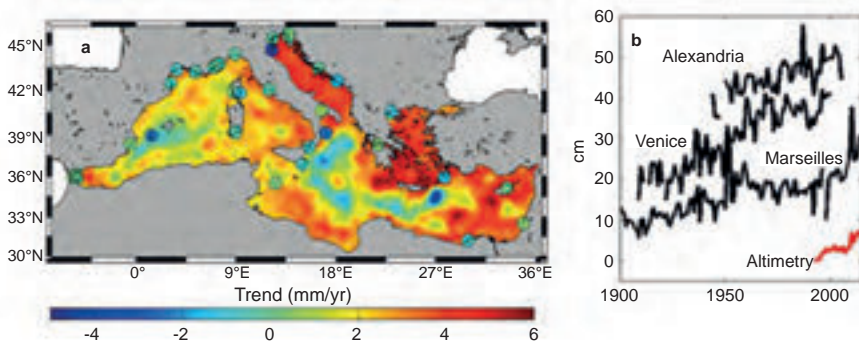 a
45°N
42°N
39°N
36°N
33°N
30°N
0° 9°E 18°E 27°E 36°E
Trend (mm/yr)
-4 -2 0 2 4 6
b
60
50
40
30
20
10
0
cm
Alexandria
Venice
Marseilles
Altimetry
1900 1950 2000